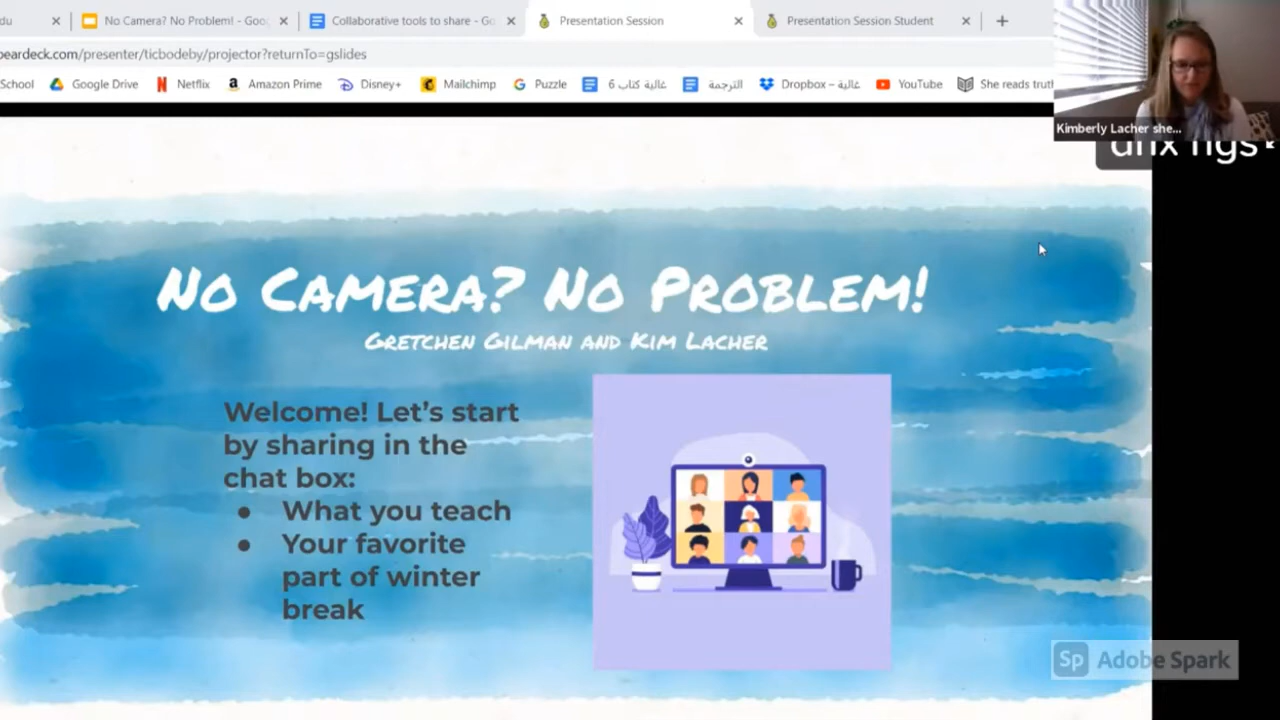 du
No Camera? No Problem! - Goo
Collaborative tools to share - Go
Presentation Session
Presentation Session Student
peardeck.com/presenter/ticbodeby/projector?returnTo=gslides
School
Google Drive
Netflix
Amazon Prime
Disney+
Mailchimp
Puzzle
غالية كتاب 6
الترجمة
Dropbox – غالية
YouTube
She reads truth
Kimberly Lacher she...
No Camera? No Problem!
Gretchen Gilman and Kim Lacher
Welcome! Let's start
by sharing in the
chat box:
● What you teach
● Your favorite
part of winter
break
Sp Adobe Spark